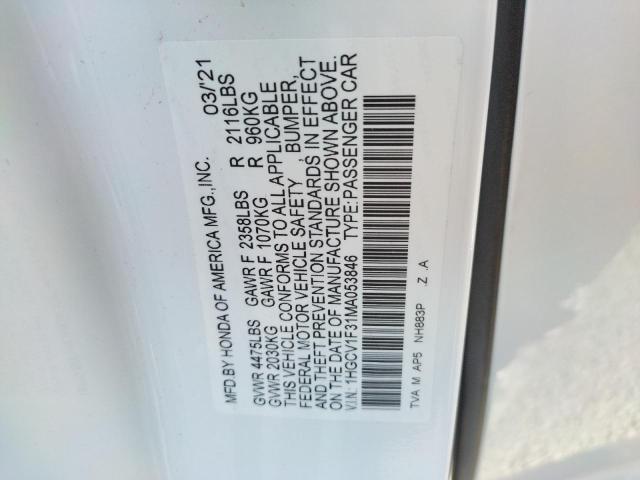 MFD.BY HONDA OF AMERICA MFG.,INC. 03/'21
GVWR 4475LBS GAWR F 2358LBS R 2116LBS
GVWR 2030KG GAWR F 1070KG R 960KG
THIS VEHICLE CONFORMS TO ALL APPLICABLE
FEDERAL MOTOR VEHICLE SAFETY , BUMPER,
AND THEFT PREVENTION STANDARDS IN EFFECT
ON THE DATE OF MANUFACTURE SHOWN ABOVE.
V.I.N.: 1HGCV1F31MA053846 TYPE:PASSENGER CAR
TVA M AP5 NH883P .Z .A